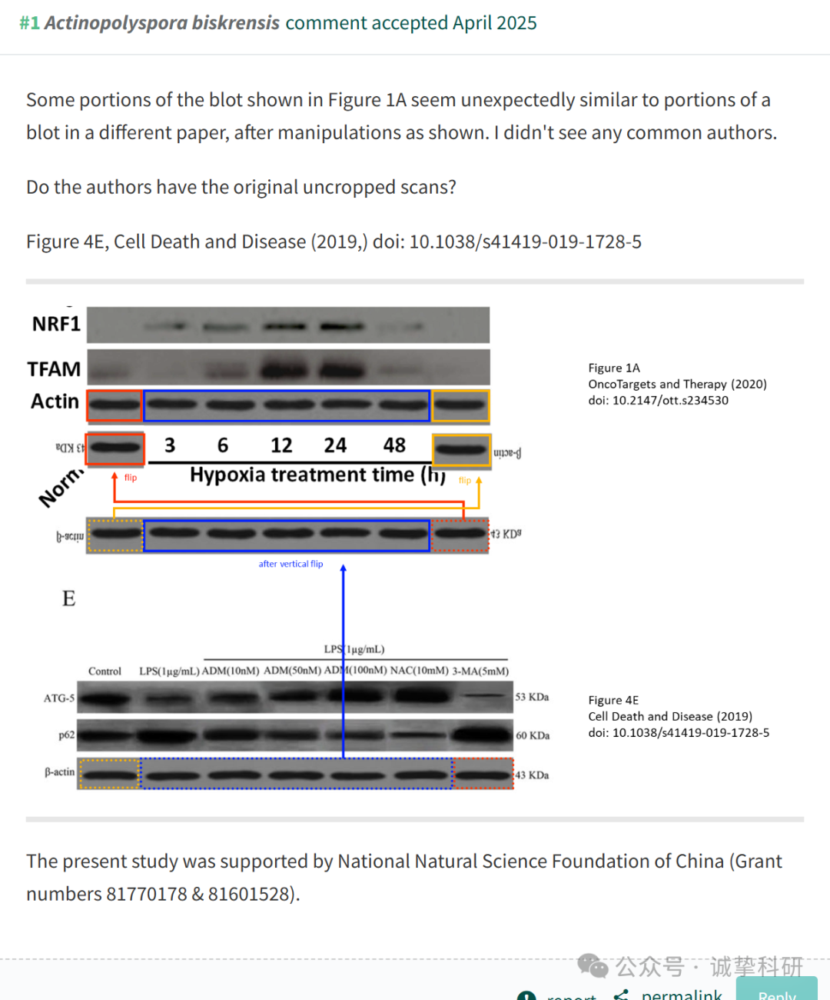 #1 Actinopolyspora biskrensis comment accepted April 2025
Some portions of the blot shown in Figure 1A seem unexpectedly similar to portions of a
blot in a different paper, after manipulations as shown. I didn't see any common authors.
Do the authors have the original uncropped scans?
Figure 4E, Cell Death and Disease (2019,) doi: 10.1038/s41419-019-1728-5
NRF1
TFAM
Figure 1A
OncoTargets and Therapy (2020)
doi: 10.2147/ott.s234530
Actin
43 KDa
3 6 12 24 48
β-actin
Norm
flip
Hypoxia treatment time (h)
flip
β-actin
43 KDa
after vertical flip
E
LPS(1μg/mL)
Control LPS(1μg/mL) ADM(10nM) ADM(50nM) ADM(100nM) NAC(10mM) 3-MA(5mM)
ATG-5
53 KDa
Figure 4E
Cell Death and Disease (2019)
doi: 10.1038/s41419-019-1728-5
p62
60 KDa
β-actin
43 KDa
The present study was supported by National Natural Science Foundation of China (Grant
numbers 81770178 & 81601528).
公众号 · 诚挚科研
report permalink Reply